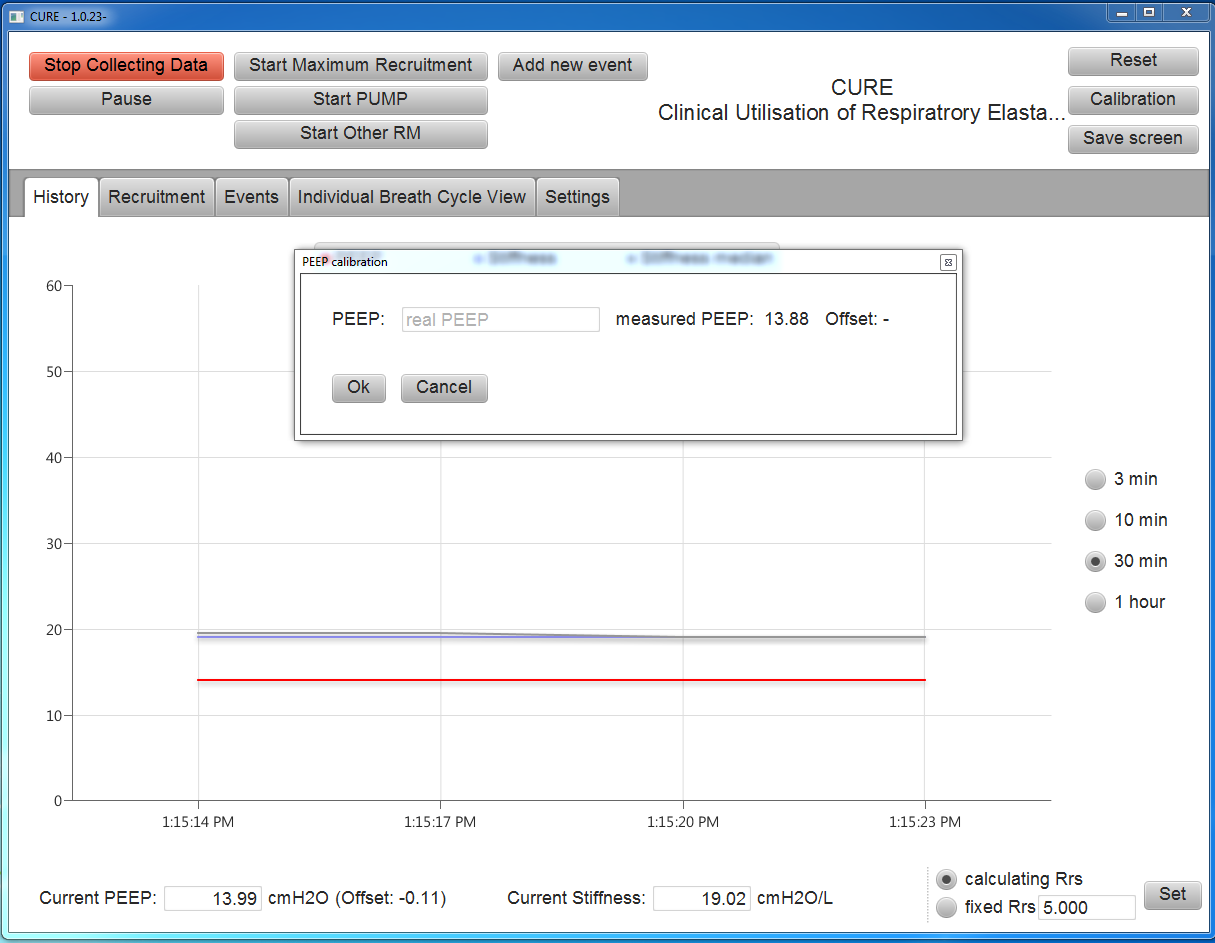 CURE - 1.0.23-
Stop Collecting Data
Start Maximum Recruitment
Add new event
Reset
Pause
Start PUMP
CURE
Calibration
Clinical Utilisation of Respiratrory Elasta...
Start Other RM
Save screen
History
Recruitment
Events
Individual Breath Cycle View
Settings
Stiffness
Stiffness median
PEEP calibration
PEEP: real PEEP measured PEEP: 13.88 Offset: -
Ok
Cancel
60
50
40
30
20
10
0
1:15:14 PM
1:15:17 PM
1:15:20 PM
1:15:23 PM
3 min
10 min
30 min
1 hour
Current PEEP: 13.99 cmH2O (Offset: -0.11)
Current Stiffness: 19.02 cmH2O/L
calculating Rrs
fixed Rrs 5.000
Set